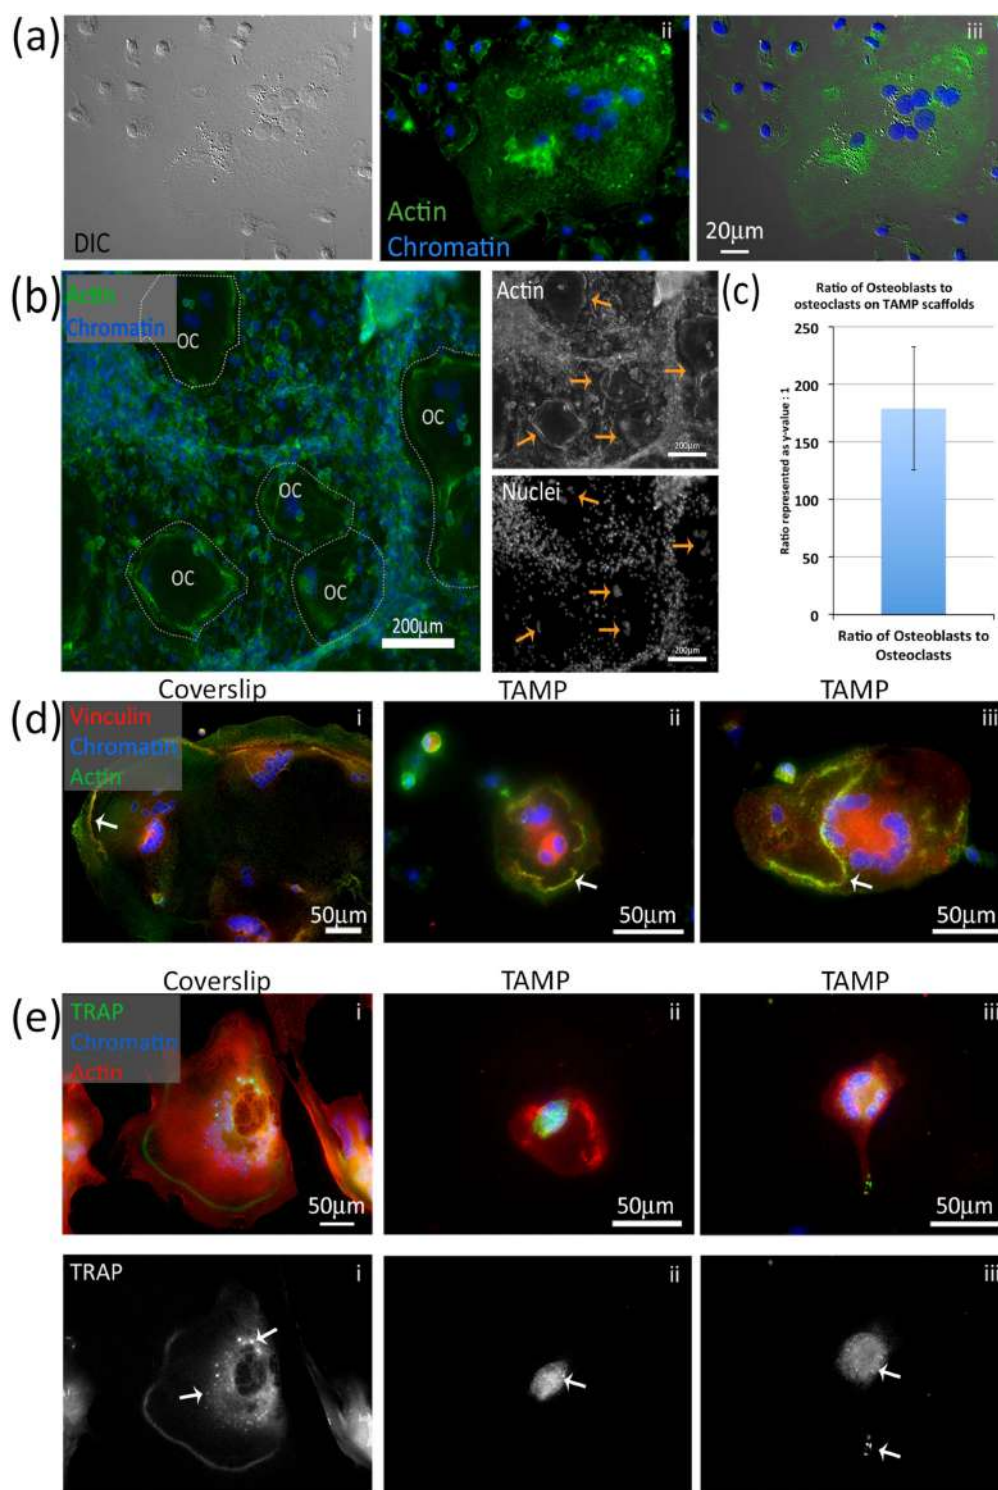 (a)
i
DIC
ii
Actin
Chromatin
iii
20μm
(b)
Actin
Chromatin
OC
OC
OC
OC
OC
200μm
Actin
200μm
Nuclei
200μm
(c)
Ratio of Osteoblasts to
osteoclasts on TAMP scaffolds
Ratio represented as y-value : 1
250
200
150
100
50
0
Ratio of Osteoblasts to
Osteoclasts
(d)
Coverslip
TAMP
TAMP
Vinculin
Chromatin
Actin
i
50μm
ii
50μm
iii
50μm
(e)
Coverslip
TAMP
TAMP
TRAP
Chromatin
Actin
i
50μm
ii
50μm
iii
50μm
TRAP
i
ii
iii